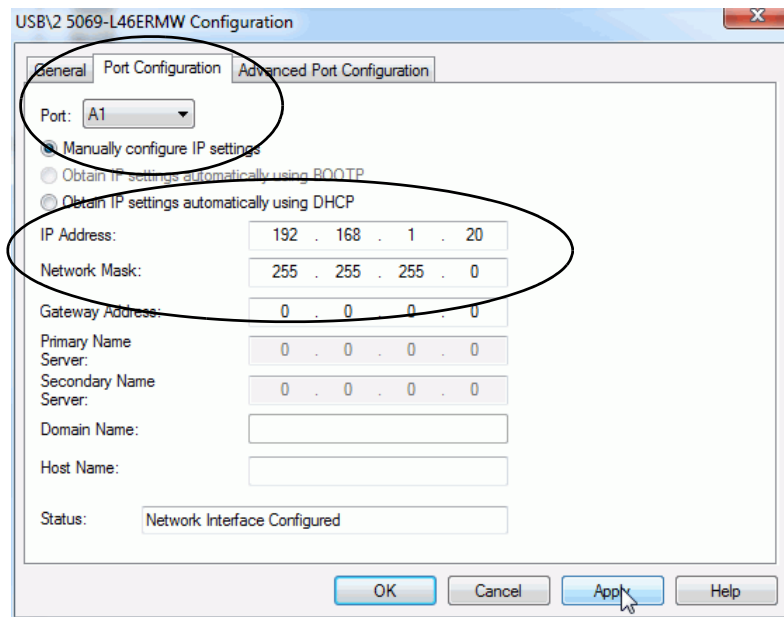 USB\2 5069-L46ERMW Configuration
General Port Configuration Advanced Port Configuration
Port: A1
Manually configure IP settings
Obtain IP settings automatically using BOOTP
Obtain IP settings automatically using DHCP
IP Address: 192 . 168 . 1 . 20
Network Mask: 255 . 255 . 255 . 0
Gateway Address: 0 . 0 . 0 . 0
Primary Name
Server: 0 . 0 . 0 . 0
Secondary Name
Server: 0 . 0 . 0 . 0
Domain Name:
Host Name:
Status: Network Interface Configured
OK Cancel Apply Help